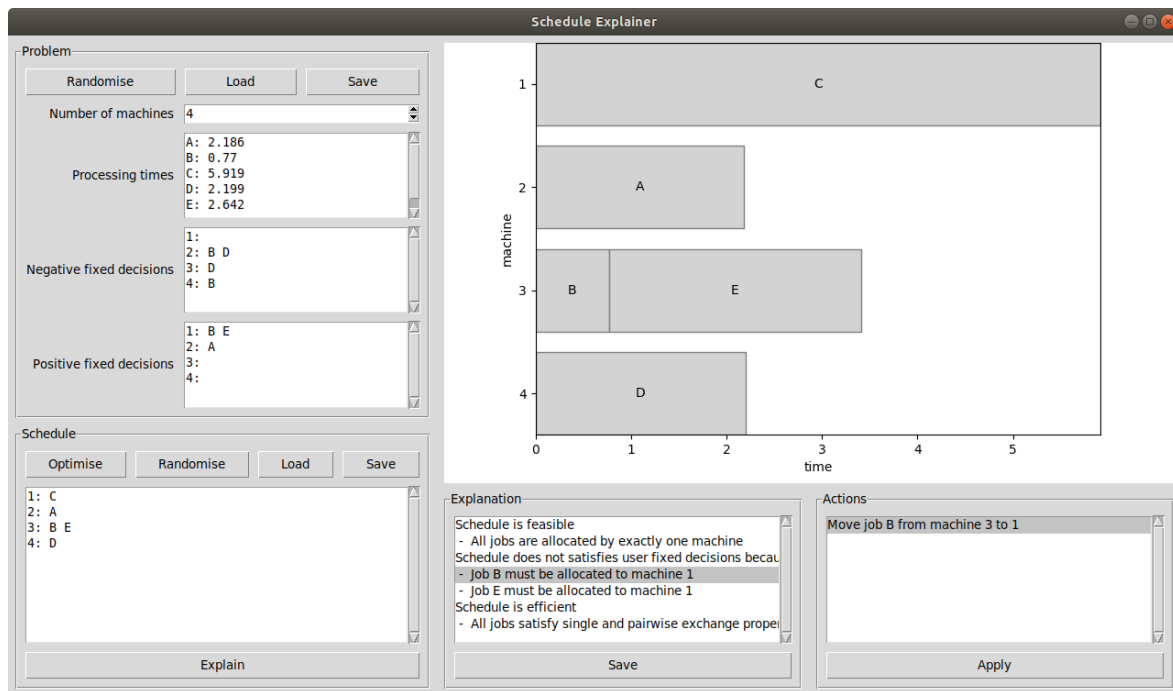 Schedule Explainer
Problem
Randomise
Load
Save
Number of machines
4
Processing times
A: 2.186
B: 0.77
C: 5.919
D: 2.199
E: 2.642
Negative fixed decisions
1:
2: B D
3: D
4: B
Positive fixed decisions
1: B E
2: A
3:
4:
Schedule
Optimise
Randomise
Load
Save
1: C
2: A
3: B E
4: D
Explain
machine
1
2
3
4
C
A
B
E
D
0
1
2
3
4
5
time
Explanation
Schedule is feasible
- All jobs are allocated by exactly one machine
Schedule does not satisfies user fixed decisions becau
- Job B must be allocated to machine 1
- Job E must be allocated to machine 1
Schedule is efficient
- All jobs satisfy single and pairwise exchange proper
Save
Actions
Move job B from machine 3 to 1
Apply